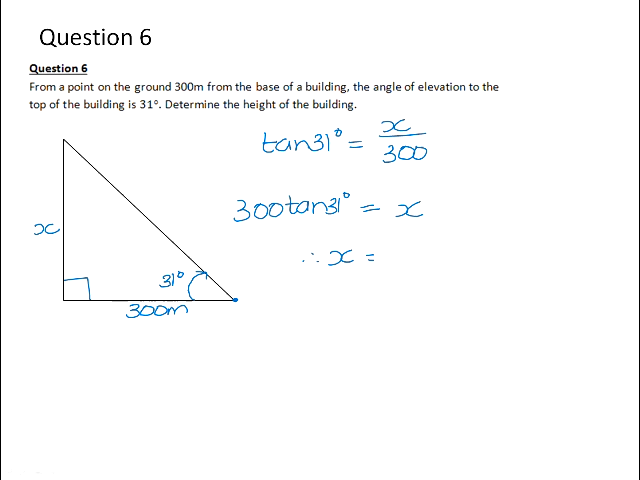 Question 6
Question 6
From a point on the ground 300m from the base of a building, the angle of elevation to the
top of the building is 31°. Determine the height of the building.
tan31° = x/300
300tan31° = x
∴ x =
x
31°
300m